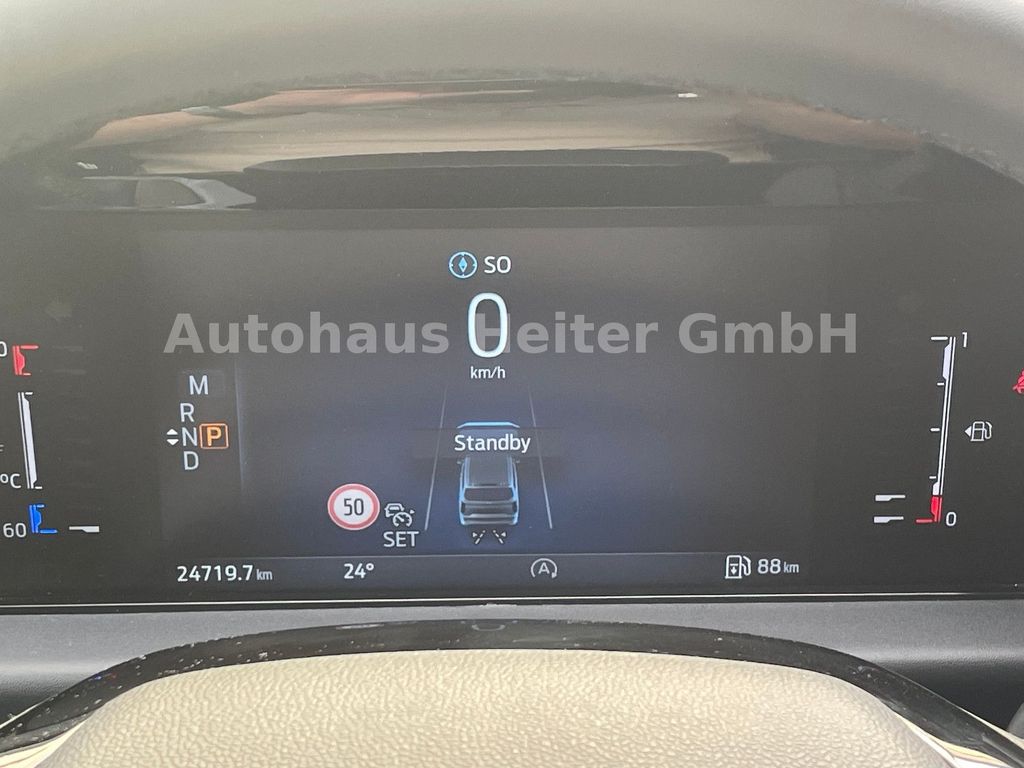 SO
0
km/h
Autohaus Heiter GmbH
1
M
R
N P
D
Standby
°C
60
50
SET
0
24719.7 km
24°
A
88 km